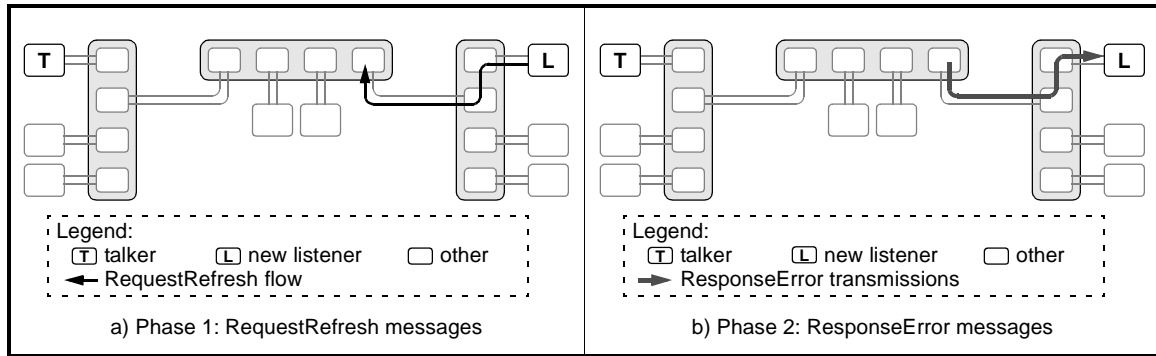 T
L
Legend:
T talker L new listener other
RequestRefresh flow
a) Phase 1: RequestRefresh messages
T
L
Legend:
T talker L new listener other
ResponseError transmissions
b) Phase 2: ResponseError messages